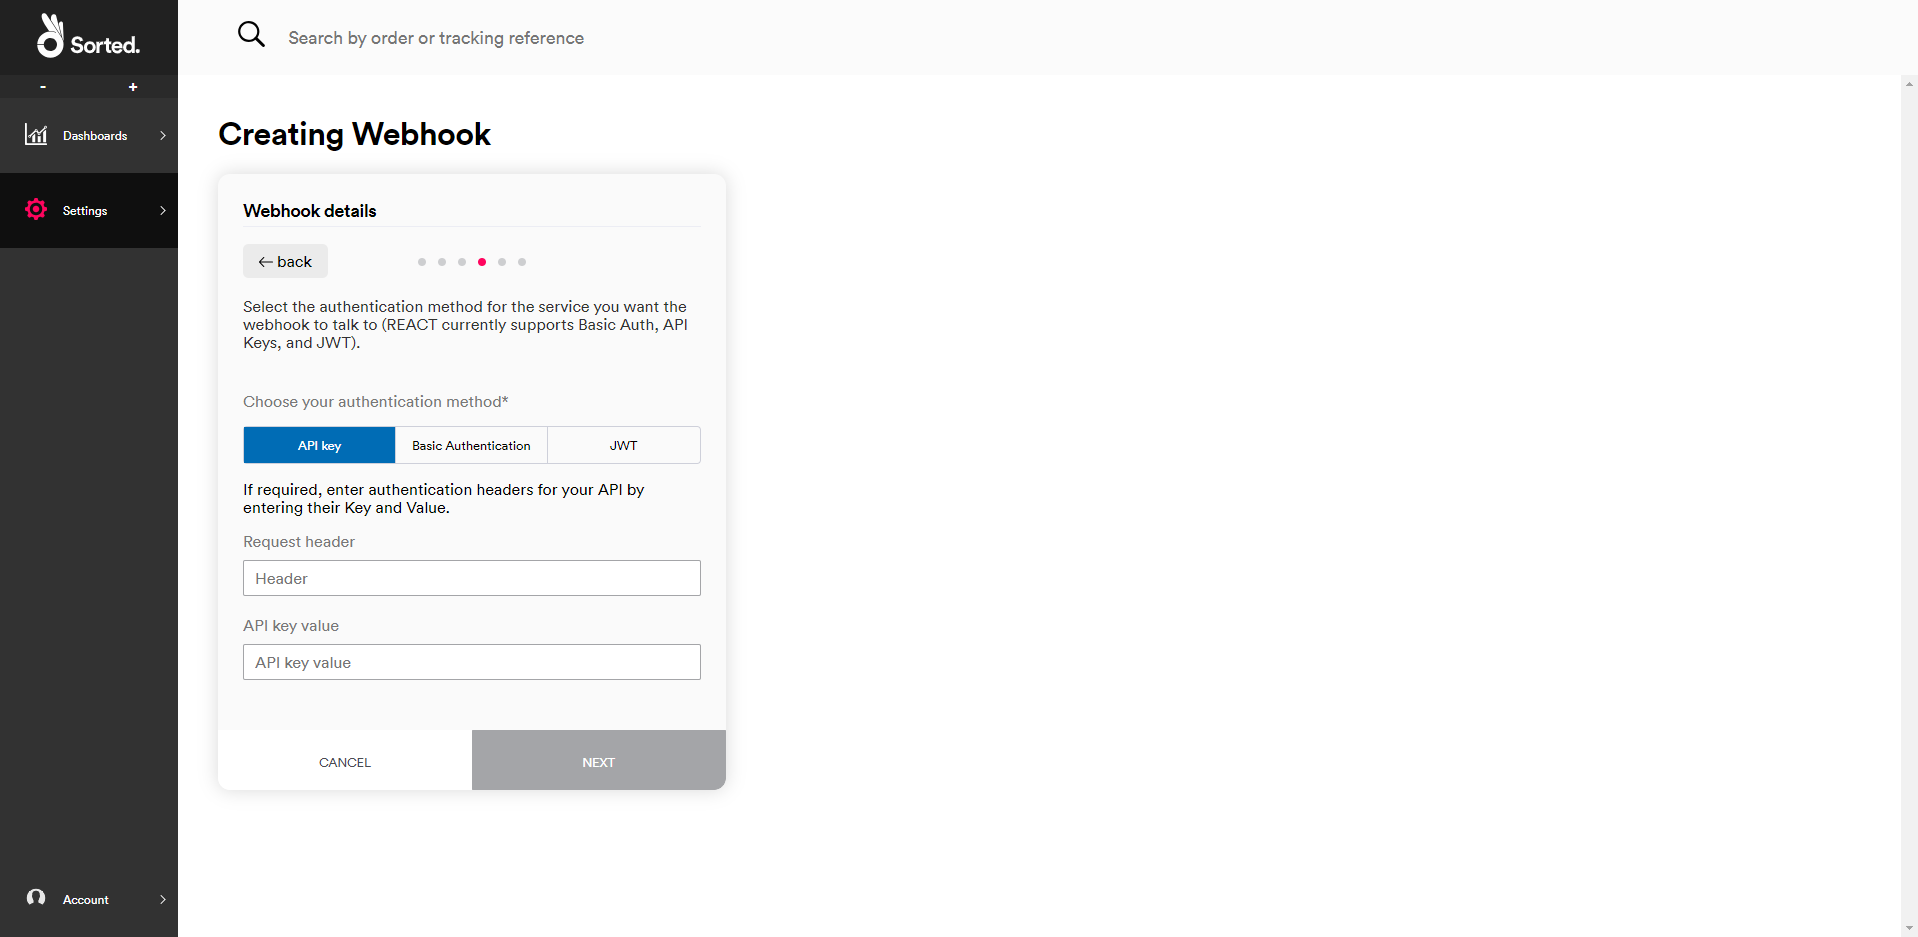 Sorted.
Search by order or tracking reference
- +
Dashboards
Settings
Creating Webhook
Webhook details
← back
Select the authentication method for the service you want the
webhook to talk to (REACT currently supports Basic Auth, API
Keys, and JWT).
Choose your authentication method*
API key Basic Authentication JWT
If required, enter authentication headers for your API by
entering their Key and Value.
Request header
Header
API key value
API key value
CANCEL NEXT
Account